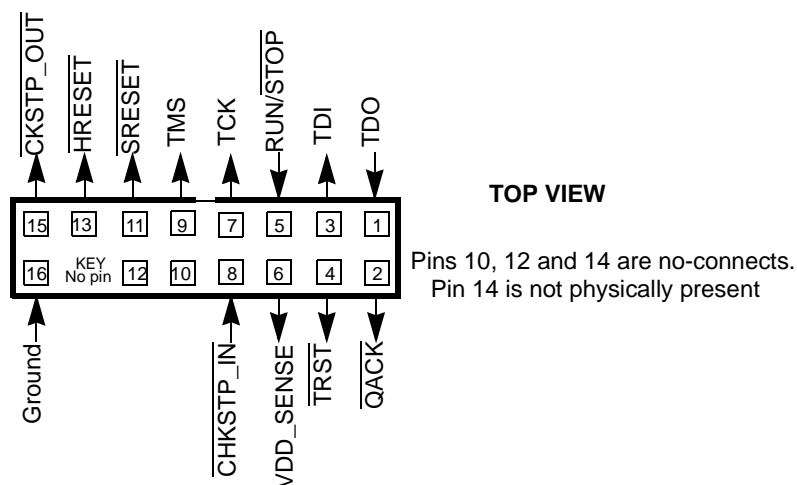 CKSTP_OUT
HRESET
SRESET
TMS
TCK
RUN/STOP
TDI
TDO
15 13 11 9 7 5 3 1
16 KEY No pin 12 10 8 6 4 2
Ground
CHKSTP_IN
VDD_SENSE
TRST
QACK
TOP VIEW
Pins 10, 12 and 14 are no-connects.
Pin 14 is not physically present